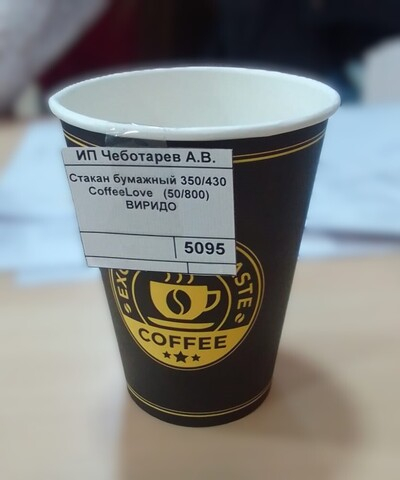 ИП Чеботарев А.В.
Стакан бумажный 350/430
CoffeeLove (50/800)
ВИРИДО
5095
COFFEE